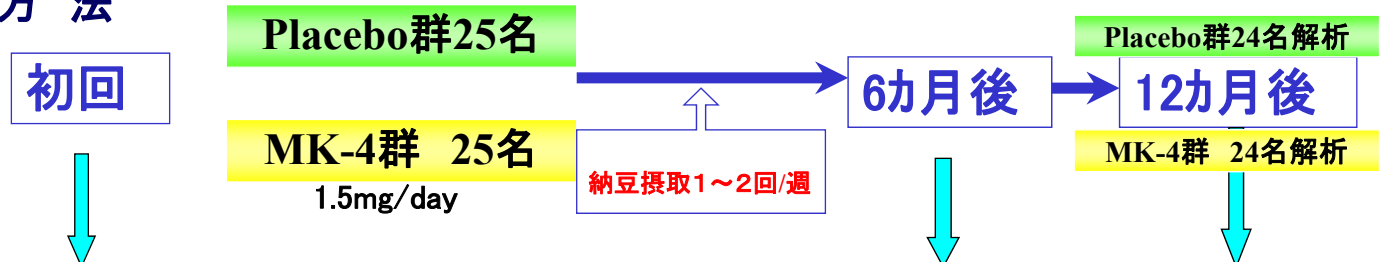 方 法
初回
Placebo群25名
MK-4群 25名
1.5mg/day
納豆摂取1～2回/週
6カ月後
Placebo群24名解析
12カ月後
MK-4群 24名解析